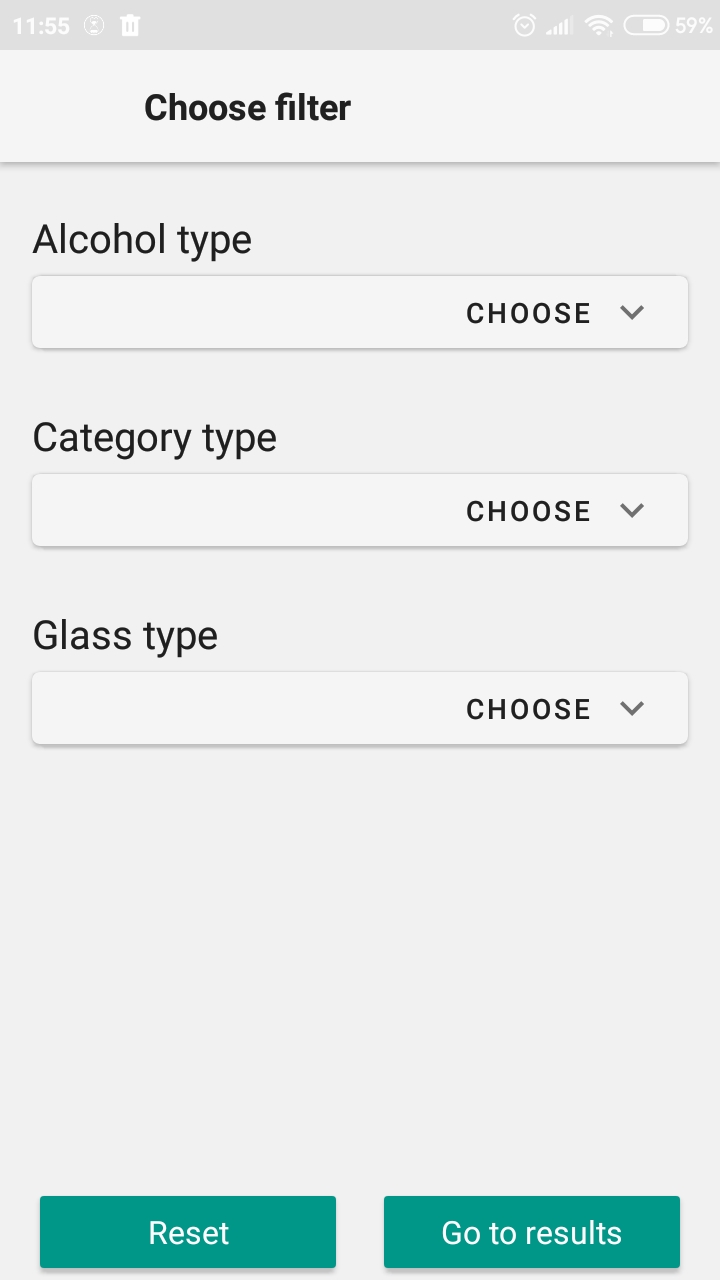 11:55 59%
Choose filter
Alcohol type
CHOOSE
Category type
CHOOSE
Glass type
CHOOSE
Reset Go to results